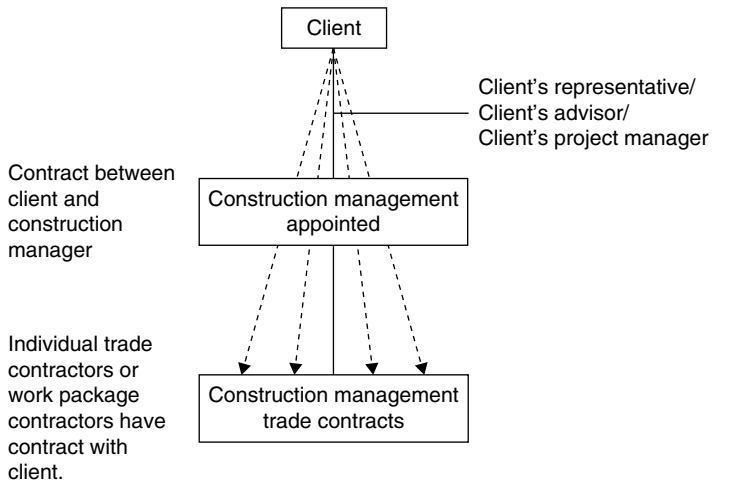 Client
Client’s representative/
Client’s advisor/
Client’s project manager
Contract between
client and
construction
manager
Construction management
appointed
Individual trade
contractors or
work package
contractors have
contract with
client.
Construction management
trade contracts